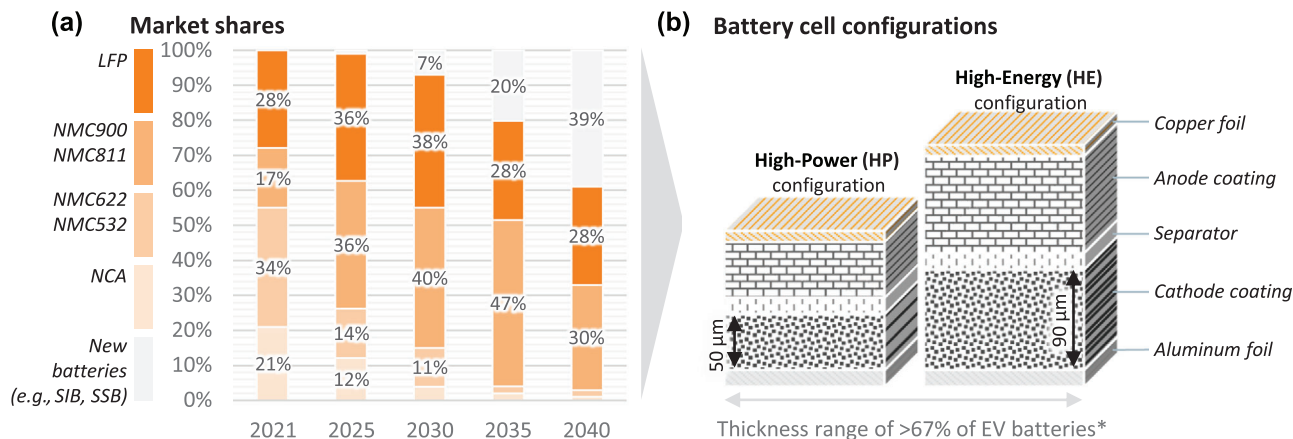 (a) Market shares
LFP
NMC900
NMC811
NMC622
NMC532
NCA
New
batteries
(e.g., SIB, SSB)
100%
90%
80%
70%
60%
50%
40%
30%
20%
10%
0%
28%
17%
34%
21%
36%
36%
14%
12%
7%
38%
40%
11%
20%
28%
47%
39%
28%
30%
2021
2025
2030
2035
2040
(b) Battery cell configurations
High-Power (HP)
configuration
High-Energy (HE)
configuration
50 µm
90 µm
Copper foil
Anode coating
Separator
Cathode coating
Aluminum foil
Thickness range of >67% of EV batteries*